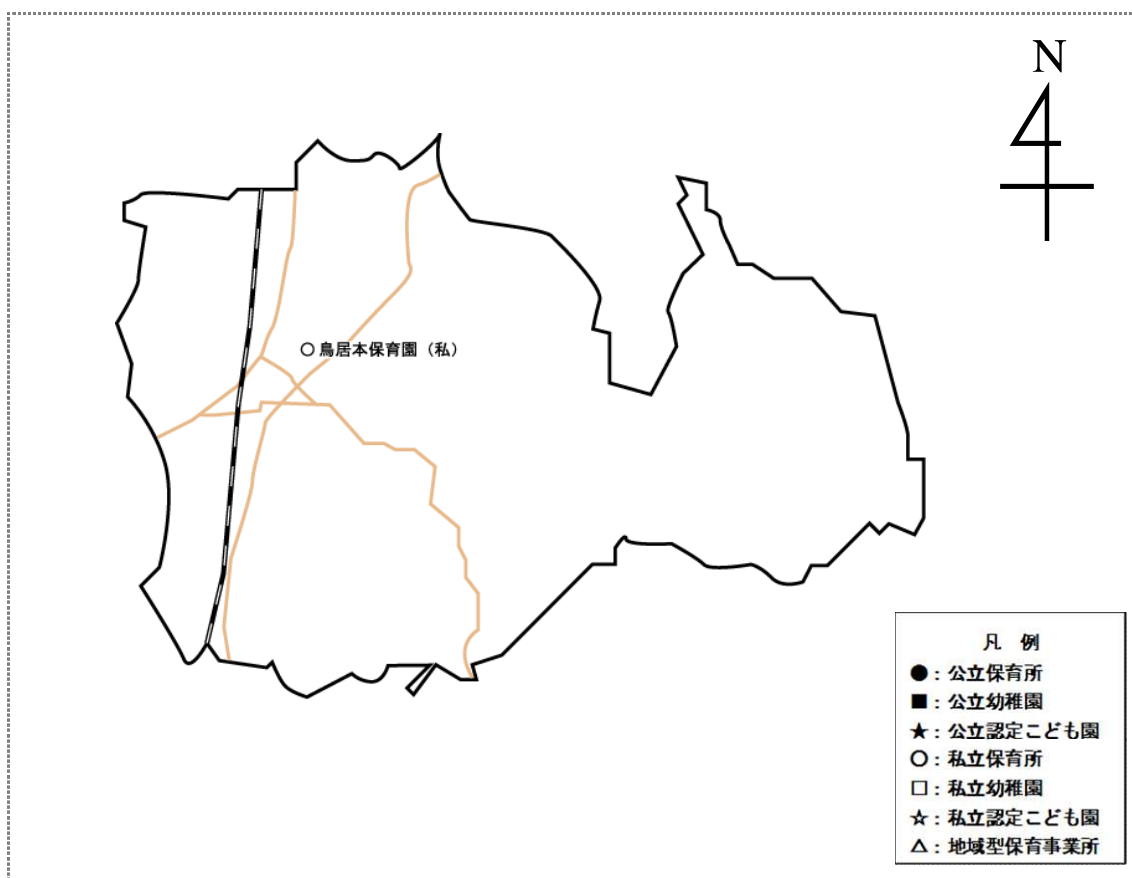 N
○鳥居本保育園（私）
凡　例
●：公立保育所
■：公立幼稚園
★：公立認定こども園
○：私立保育所
□：私立幼稚園
☆：私立認定こども園
△：地域型保育事業所